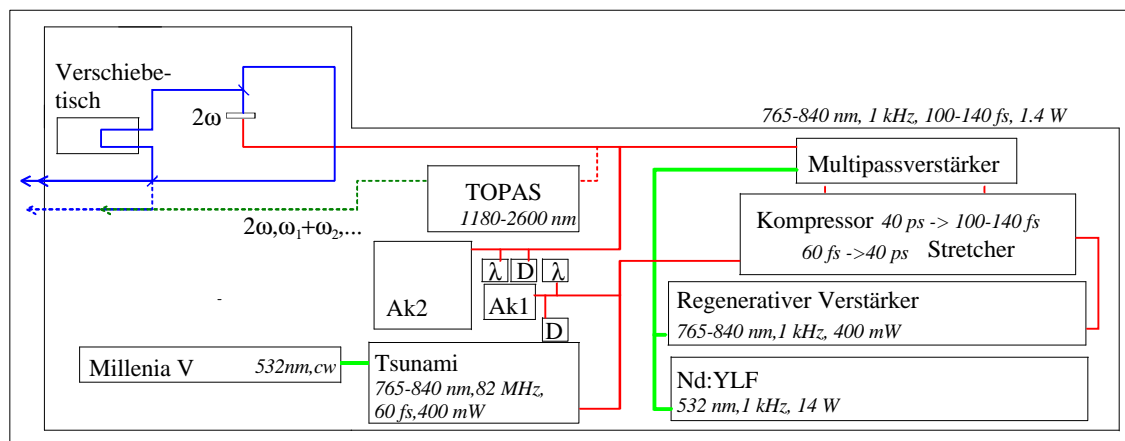 Verschiebe-
tisch
2ω
765-840 nm, 1 kHz, 100-140 fs, 1.4 W
Multipassverstärker
TOPAS
1180-2600 nm
2ω,ω1+ω2,...
Kompressor 40 ps -> 100-140 fs
60 fs ->40 ps Stretcher
λ
D
λ
Ak2
Ak1
D
Regenerativer Verstärker
765-840 nm,1 kHz, 400 mW
Millenia V 532nm,cw
Tsunami
765-840 nm,82 MHz,
60 fs,400 mW
Nd:YLF
532 nm,1 kHz, 14 W